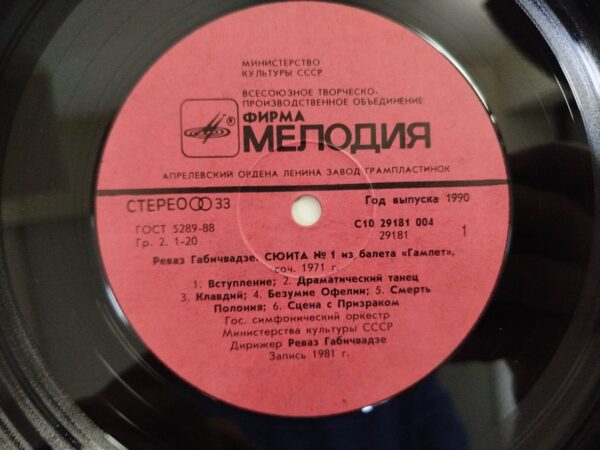 МИНИСТЕРСТВО
КУЛЬТУРЫ СССР
ВСЕСОЮЗНОЕ ТВОРЧЕСКО-
ПРОИЗВОДСТВЕННОЕ ОБЪЕДИНЕНИЕ
®
ФИРМА
МЕЛОДИЯ
АПРЕЛЕВСКИЙ ОРДЕНА ЛЕНИНА ЗАВОД ГРАМПЛАСТИНОК
СТЕРЕО 33
Год выпуска 1990
ГОСТ 5289-88
С10 29181 004
Гр. 2. 1-20
29181
1
Реваз Габичвадзе. СЮИТА № 1 из балета «Гамлет»,
соч. 1971 г.
1. Вступление; 2. Драматический танец
3. Клавдий; 4. Безумие Офелии; 5. Смерть
Полония; 6. Сцена с Призраком
Гос. симфонический оркестр
Министерства культуры СССР
Дирижер Реваз Габичвадзе
Запись 1981 г.